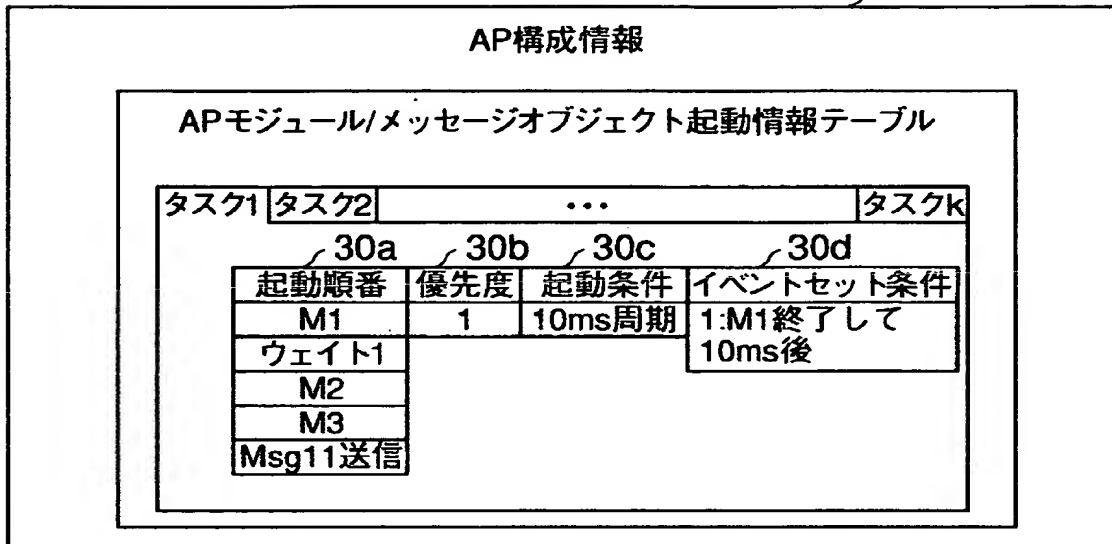 AP構成情報
APモジュール/メッセージオブジェクト起動情報テーブル
タスク1 タスク2 ・・・ タスクk
30a 30b 30c 30d
起動順番 優先度 起動条件 イベントセット条件
M1 1 10ms周期 1:M1終了して
ウェイト1 10ms後
M2
M3
Msg11送信